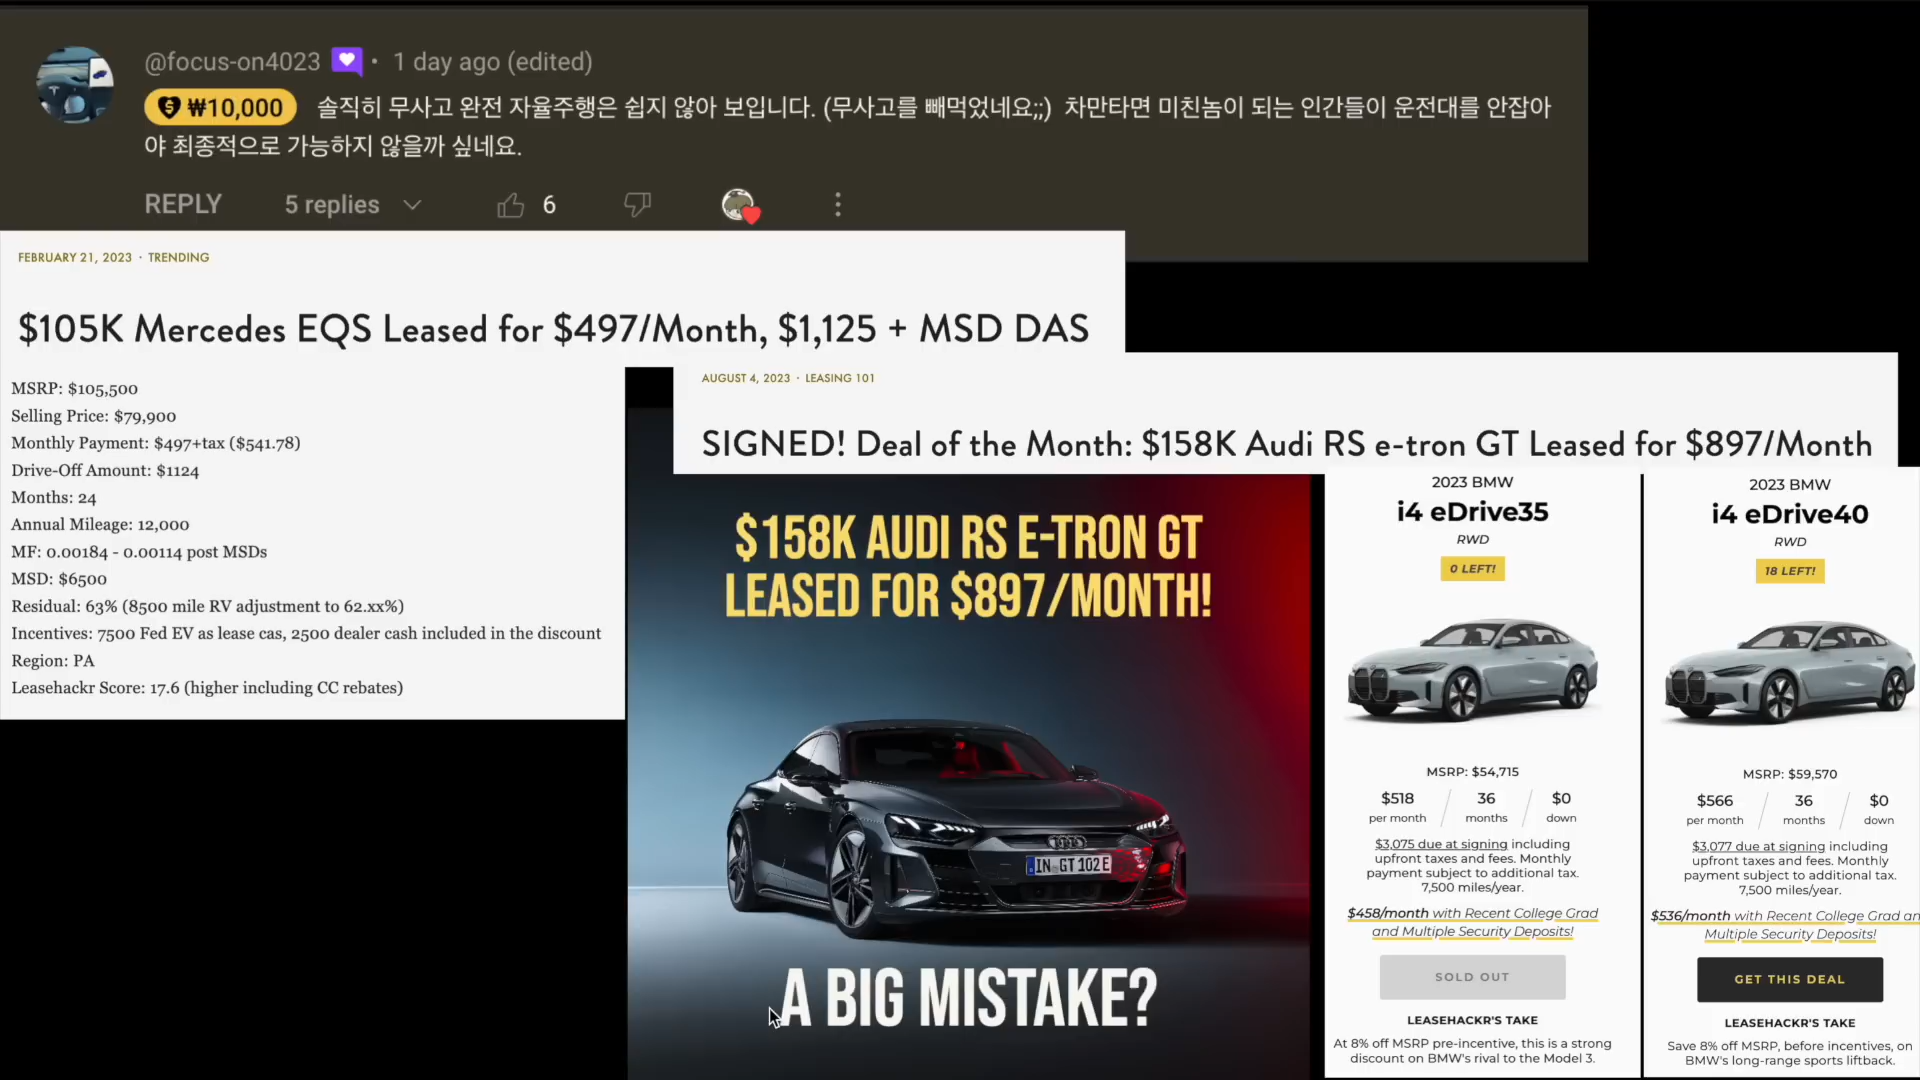 @focus-on4023 • 1 day ago (edited)
₩10,000 솔직히 무사고 완전 자율주행은 쉽지 않아 보입니다. (무사고를 빼먹었네요;;) 차만타면 미친놈이 되는 인간들이 운전대를 안잡아
야 최종적으로 가능하지 않을까 싶네요.
REPLY 5 replies 6
FEBRUARY 21, 2023 · TRENDING
$105K Mercedes EQS Leased for $497/Month, $1,125 + MSD DAS
MSRP: $105,500
Selling Price: $79,900
Monthly Payment: $497+tax ($541.78)
Drive-Off Amount: $1124
Months: 24
Annual Mileage: 12,000
MF: 0.00184 - 0.00114 post MSDs
MSD: $6500
Residual: 63% (8500 mile RV adjustment to 62.xx%)
Incentives: 7500 Fed EV as lease cas, 2500 dealer cash included in the discount
Region: PA
Leasehackr Score: 17.6 (higher including CC rebates)
AUGUST 4, 2023 · LEASING 101
SIGNED! Deal of the Month: $158K Audi RS e-tron GT Leased for $897/Month
$158K AUDI RS E-TRON GT
LEASED FOR $897/MONTH!
IN GT 102 E
A BIG MISTAKE?
2023 BMW
i4 eDrive35
RWD
0 LEFT!
MSRP: $54,715
$518 36 $0
per month months down
$3,075 due at signing including
upfront taxes and fees. Monthly
payment subject to additional tax.
7,500 miles/year.
$458/month with Recent College Grad
and Multiple Security Deposits!
SOLD OUT
LEASEHACKR'S TAKE
At 8% off MSRP pre-incentive, this is a strong
discount on BMW's rival to the Model 3.
2023 BMW
i4 eDrive40
RWD
18 LEFT!
MSRP: $59,570
$566 36 $0
per month months down
$3,077 due at signing including
upfront taxes and fees. Monthly
payment subject to additional tax.
7,500 miles/year.
$536/month with Recent College Grad an
Multiple Security Deposits!
GET THIS DEAL
LEASEHACKR'S TAKE
Save 8% off MSRP, before incentives, on
BMW's long-range sports liftback.